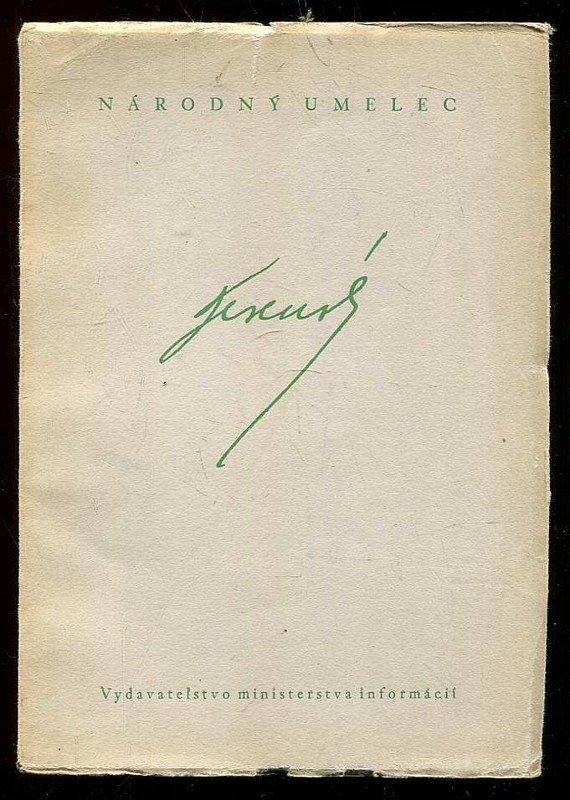 NÁRODNÝ UMELEC
Jesenský
Vydavateľstvo ministerstva informácií